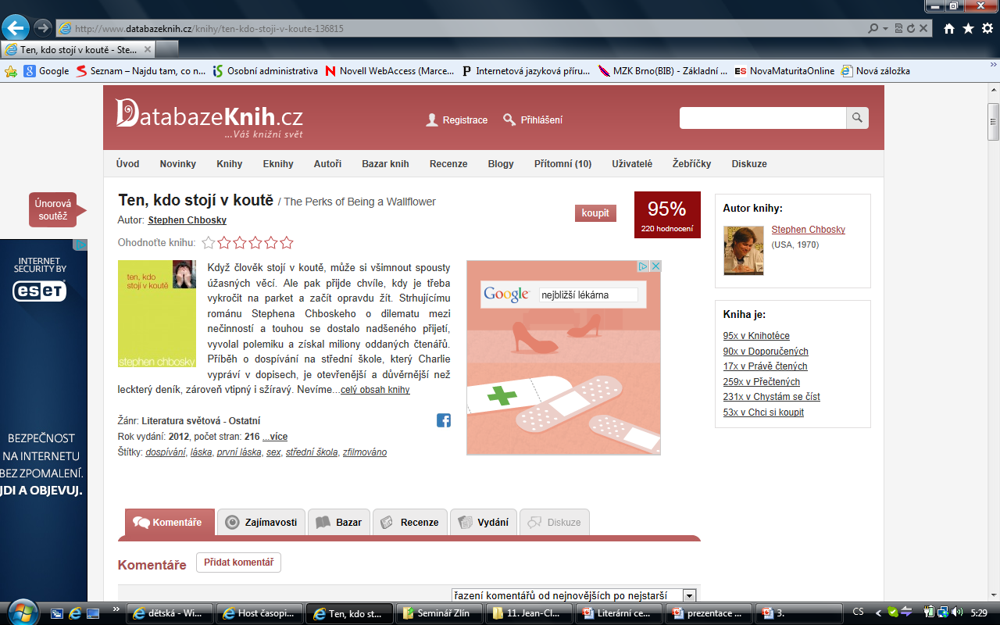 http://www.databazeknih.cz/knihy/ten-kdo-stoji-v-koute-136815
Ten, kdo stojí v koutě - Ste...
Google
Seznam – Najdu tam, co n...
Osobní administrativa
Novell WebAccess (Marce...
Internetová jazyková příru...
MZK Brno(BIB) - Základní ...
NovaMaturitaOnline
Nová záložka
DatabazeKnih.cz
...Váš knižní svět
Registrace
Přihlášení
Úvod Novinky Knihy Eknihy Autoři Bazar knih Recenze Blogy Přítomní (10) Uživatelé Žebříčky Diskuze
Únorová
soutěž
INTERNET
SECURITY BY
eseT
BEZPEČNOST
NA INTERNETU
BEZ ZPOMALENÍ.
JDI A OBJEVUJ.
Ten, kdo stojí v koutě / The Perks of Being a Wallflower
Autor: Stephen Chbosky
Ohodnoťte knihu:
koupit
95%
220 hodnocení
ten, kdo
stojí v koutě
stephen chbosky
Když člověk stojí v koutě, může si všimnout spousty
úžasných věcí. Ale pak přijde chvíle, kdy je třeba
vykročit na parket a začít opravdu žít. Strhujícímu
románu Stephena Chboskeho o dilematu mezi
nečinností a touhou se dostalo nadšeného přijetí,
vyvolal polemiku a získal miliony oddaných čtenářů.
Příběh o dospívání na střední škole, který Charlie
vypráví v dopisech, je otevřenější a důvěrnější než
leckterý deník, zároveň vtipný i sžíravý. Nevíme...celý obsah knihy
Žánr: Literatura světová - Ostatní
Rok vydání: 2012, počet stran: 216 ...více
Štítky: dospívání, láska, první láska, sex, střední škola, zfilmováno
Google
nejbližší lékárna
Autor knihy:
Stephen Chbosky
(USA, 1970)
Kniha je:
95x v Knihotéce
90x v Doporučených
17x v Právě čtených
259x v Přečtených
231x v Chystám se číst
53x v Chci si koupit
Komentáře Zajímavosti Bazar Recenze Vydání Diskuze
Komentáře
Přidat komentář
řazení komentářů od nejnovějších po nejstarší
dětská - Wi...
Host časopi...
Ten, kdo st...
Seminář Zlín
11. Jean-Cl...
Literární ce...
prezentace ...
3.
CS
5:29